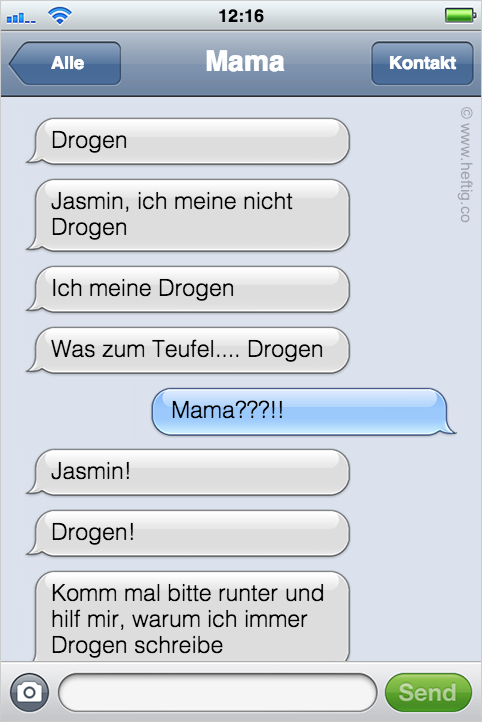 12:16
Alle
Mama
Kontakt
© www.heftig.co
Drogen
Jasmin, ich meine nicht
Drogen
Ich meine Drogen
Was zum Teufel.... Drogen
Mama???!!
Jasmin!
Drogen!
Komm mal bitte runter und
hilf mir, warum ich immer
Drogen schreibe
Send